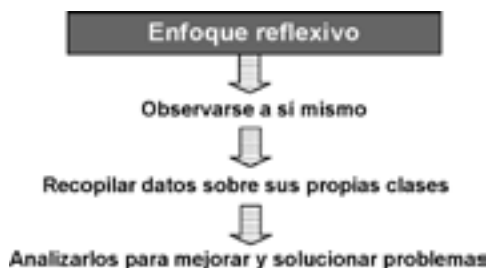 Enfoque reflexivo
Observarse a sí mismo
Recopilar datos sobre sus propias clases
Analizarlos para mejorar y solucionar problemas